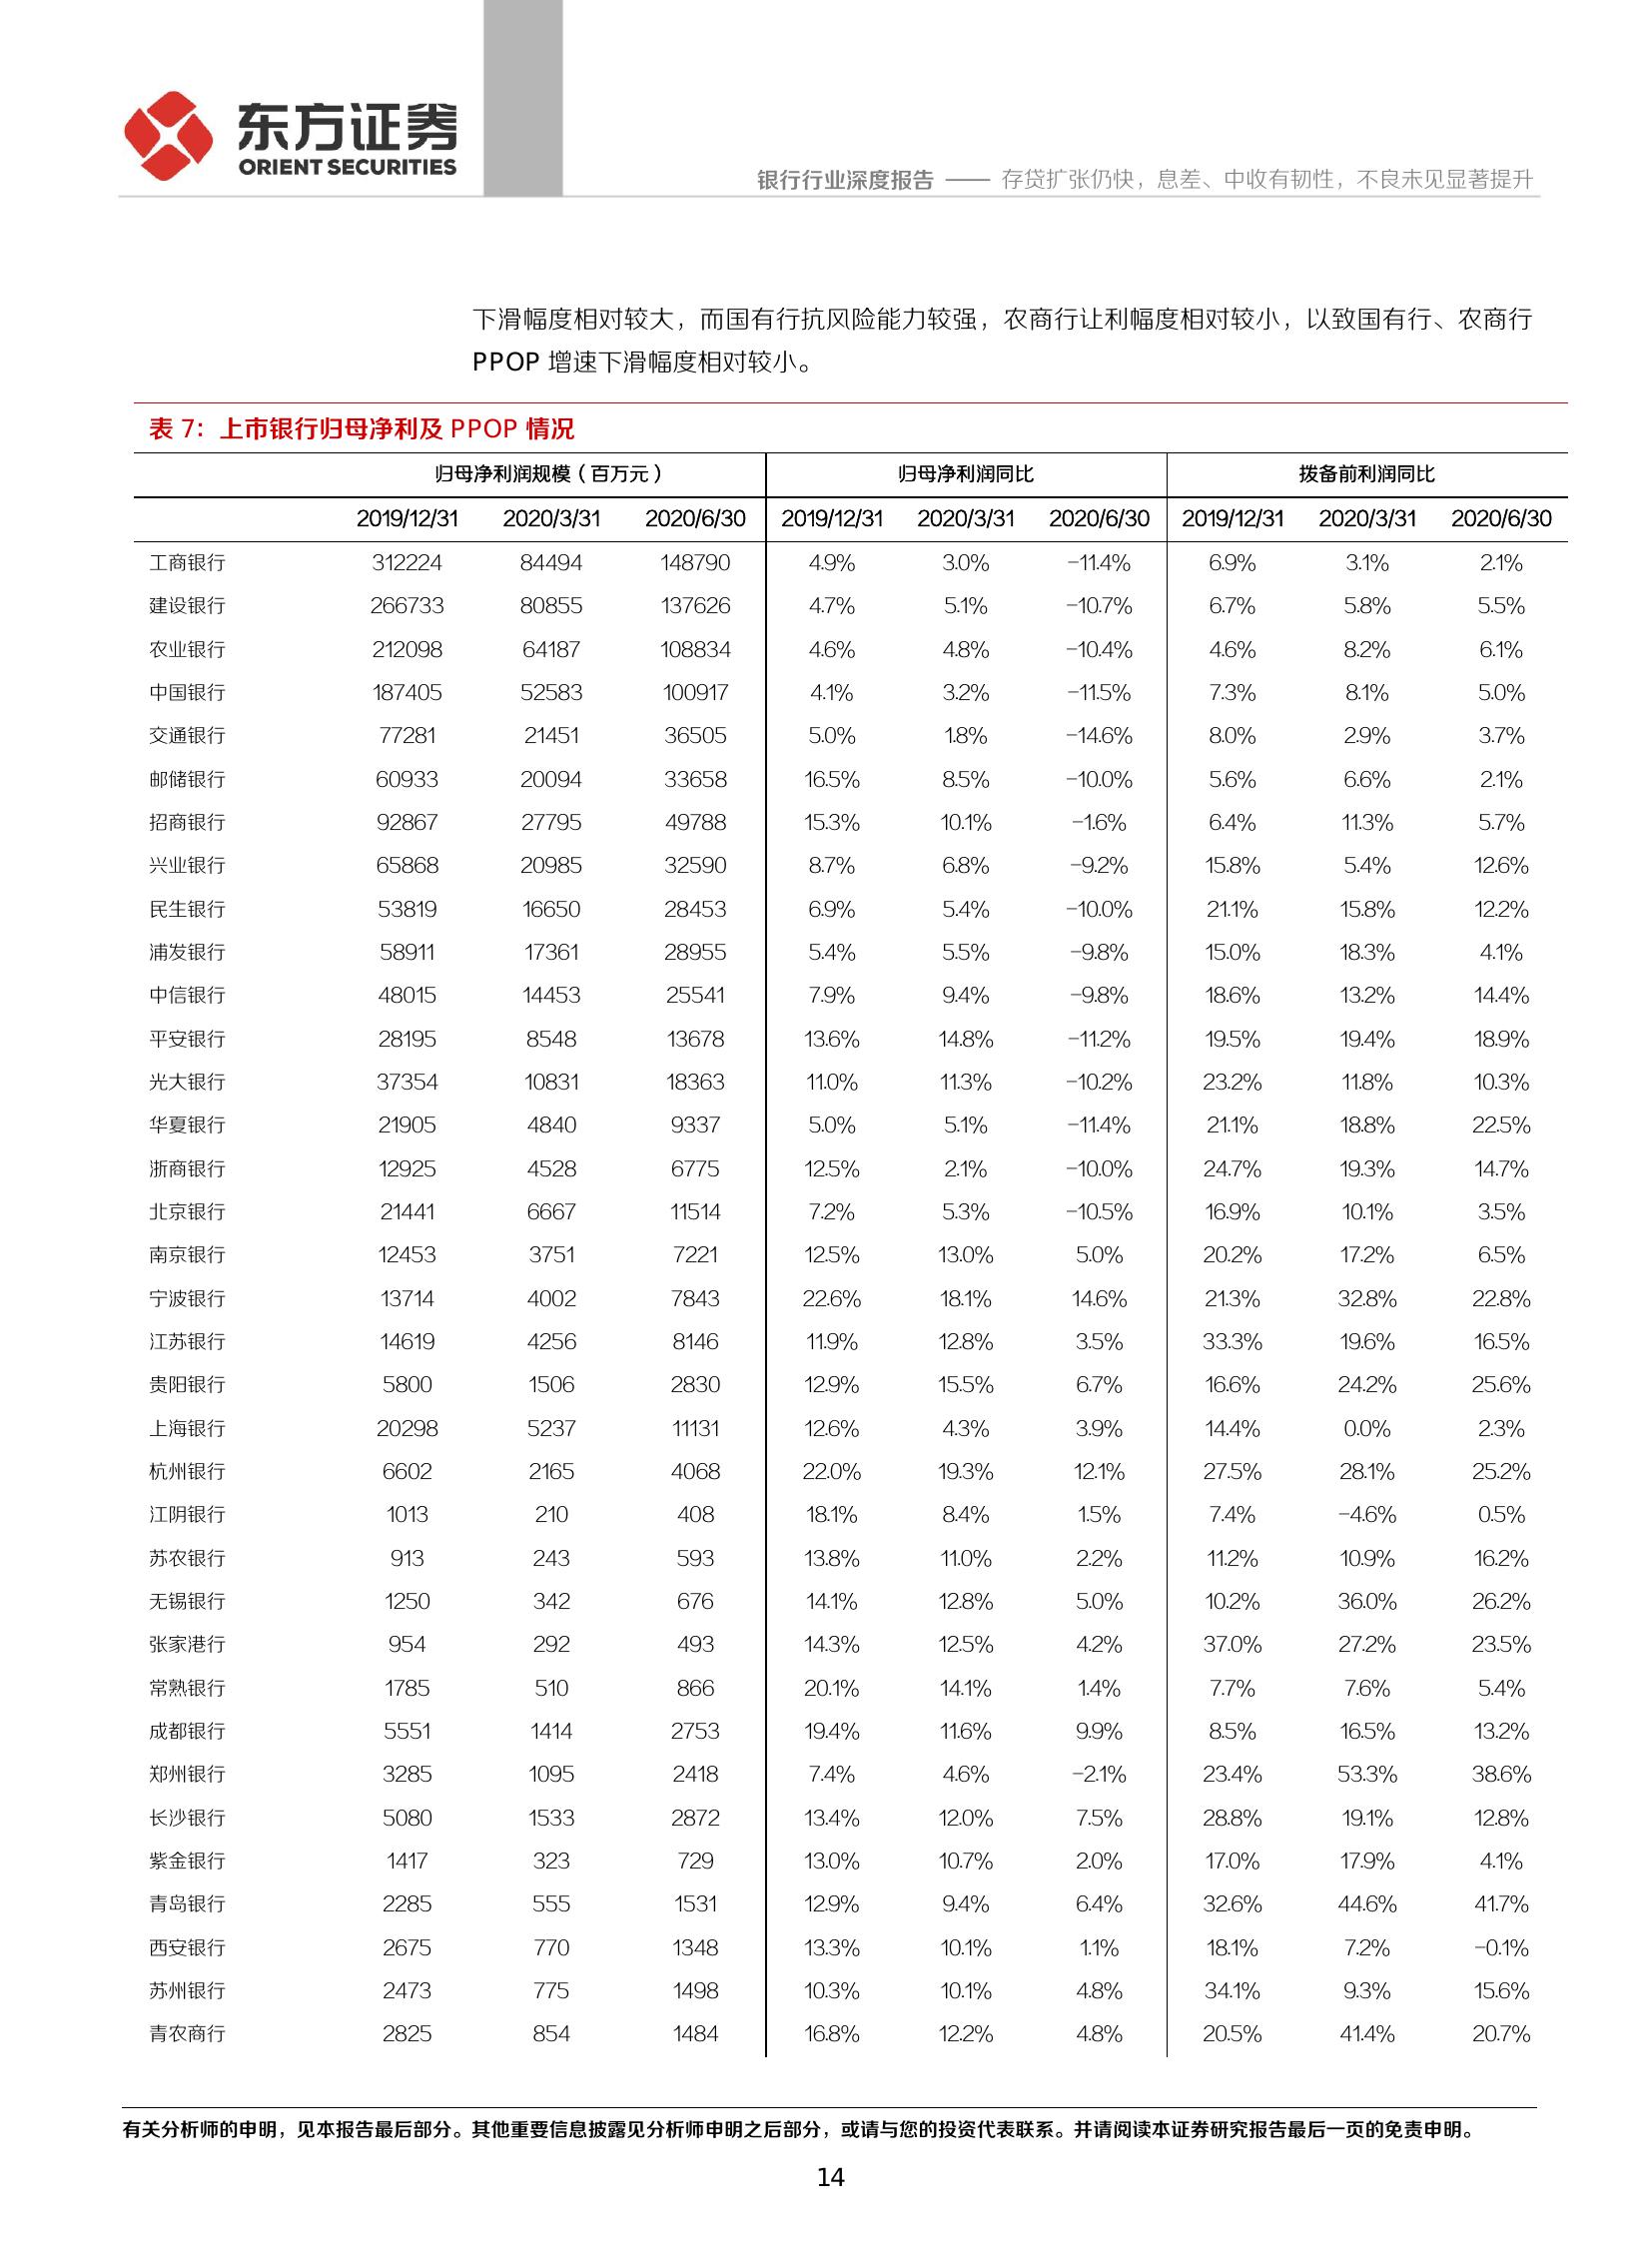 东方证券
ORIENT SECURITIES
银行行业深度报告 —— 存贷扩张仍快，息差、中收有韧性，不良未见显著提升
下滑幅度相对较大，而国有行抗风险能力较强，农商行让利幅度相对较小，以致国有行、农商行
PPOP 增速下滑幅度相对较小。
表 7：上市银行归母净利及 PPOP 情况
归母净利润规模（百万元） 归母净利润同比 拨备前利润同比
2019/12/31 2020/3/31 2020/6/30 2019/12/31 2020/3/31 2020/6/30 2019/12/31 2020/3/31 2020/6/30
工商银行 312224 84494 148790 4.9% 3.0% -11.4% 6.9% 3.1% 2.1%
建设银行 266733 80855 137626 4.7% 5.1% -10.7% 6.7% 5.8% 5.5%
农业银行 212098 64187 108834 4.6% 4.8% -10.4% 4.6% 8.2% 6.1%
中国银行 187405 52583 100917 4.1% 3.2% -11.5% 7.3% 8.1% 5.0%
交通银行 77281 21451 36505 5.0% 1.8% -14.6% 8.0% 2.9% 3.7%
邮储银行 60933 20094 33658 16.5% 8.5% -10.0% 5.6% 6.6% 2.1%
招商银行 92867 27795 49788 15.3% 10.1% -1.6% 6.4% 11.3% 5.7%
兴业银行 65868 20985 32590 8.7% 6.8% -9.2% 15.8% 5.4% 12.6%
民生银行 53819 16650 28453 6.9% 5.4% -10.0% 21.1% 15.8% 12.2%
浦发银行 58911 17361 28955 5.4% 5.5% -9.8% 15.0% 18.3% 4.1%
中信银行 48015 14453 25541 7.9% 9.4% -9.8% 18.6% 13.2% 14.4%
平安银行 28195 8548 13678 13.6% 14.8% -11.2% 19.5% 19.4% 18.9%
光大银行 37354 10831 18363 11.0% 11.3% -10.2% 23.2% 11.8% 10.3%
华夏银行 21905 4840 9337 5.0% 5.1% -11.4% 21.1% 18.8% 22.5%
浙商银行 12925 4528 6775 12.5% 2.1% -10.0% 24.7% 19.3% 14.7%
北京银行 21441 6667 11514 7.2% 5.3% -10.5% 16.9% 10.1% 3.5%
南京银行 12453 3751 7221 12.5% 13.0% 5.0% 20.2% 17.2% 6.5%
宁波银行 13714 4002 7843 22.6% 18.1% 14.6% 21.3% 32.8% 22.8%
江苏银行 14619 4256 8146 11.9% 12.8% 3.5% 33.3% 19.6% 16.5%
贵阳银行 5800 1506 2830 12.9% 15.5% 6.7% 16.6% 24.2% 25.6%
上海银行 20298 5237 11131 12.6% 4.3% 3.9% 14.4% 0.0% 2.3%
杭州银行 6602 2165 4068 22.0% 19.3% 12.1% 27.5% 28.1% 25.2%
江阴银行 1013 210 408 18.1% 8.4% 1.5% 7.4% -4.6% 0.5%
苏农银行 913 243 593 13.8% 11.0% 2.2% 11.2% 10.9% 16.2%
无锡银行 1250 342 676 14.1% 12.8% 5.0% 10.2% 36.0% 26.2%
张家港行 954 292 493 14.3% 12.5% 4.2% 37.0% 27.2% 23.5%
常熟银行 1785 510 866 20.1% 14.1% 1.4% 7.7% 7.6% 5.4%
成都银行 5551 1414 2753 19.4% 11.6% 9.9% 8.5% 16.5% 13.2%
郑州银行 3285 1095 2418 7.4% 4.6% -2.1% 23.4% 53.3% 38.6%
长沙银行 5080 1533 2872 13.4% 12.0% 7.5% 28.8% 19.1% 12.8%
紫金银行 1417 323 729 13.0% 10.7% 2.0% 17.0% 17.9% 4.1%
青岛银行 2285 555 1531 12.9% 9.4% 6.4% 32.6% 44.6% 41.7%
西安银行 2675 770 1348 13.3% 10.1% 1.1% 18.1% 7.2% -0.1%
苏州银行 2473 775 1498 10.3% 10.1% 4.8% 34.1% 9.3% 15.6%
青农商行 2825 854 1484 16.8% 12.2% 4.8% 20.5% 41.4% 20.7%
有关分析师的申明，见本报告最后部分。其他重要信息披露见分析师申明之后部分，或请与您的投资代表联系。并请阅读本证券研究报告最后一页的免责申明。
14